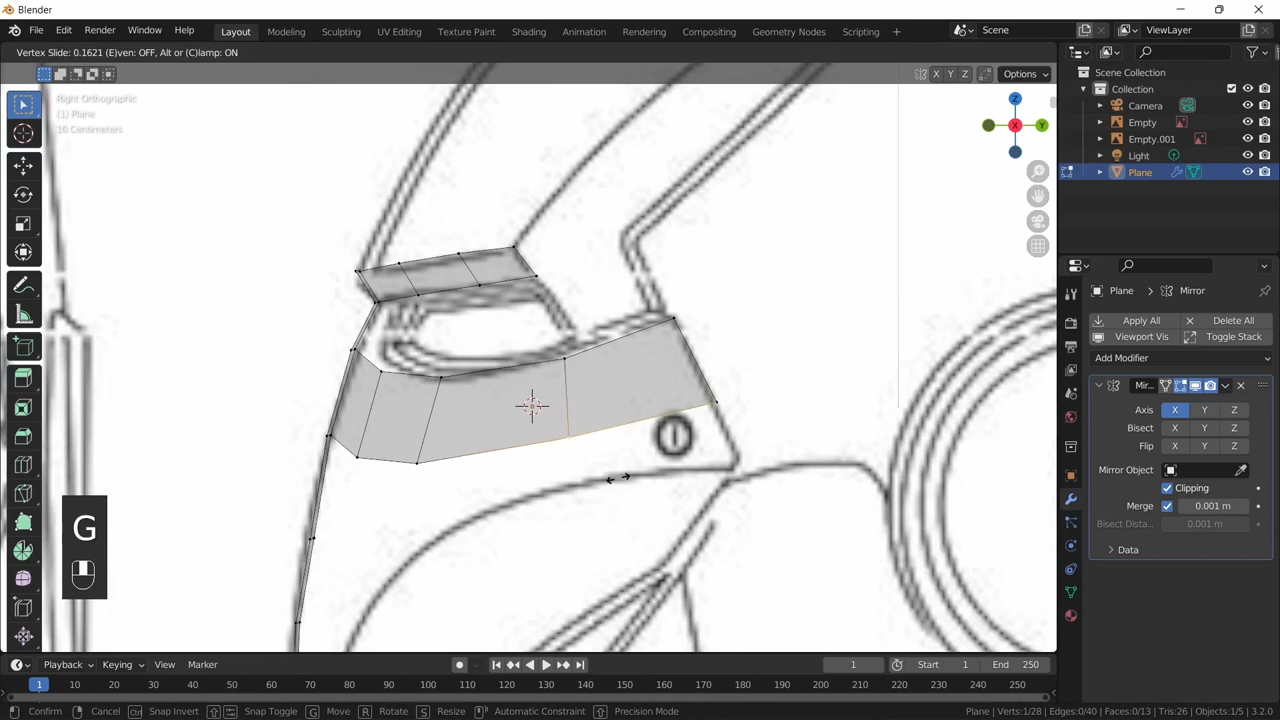 Blender
File Edit Render Window Help Layout Modeling Sculpting UV Editing Texture Paint Shading Animation Rendering Compositing Geometry Nodes Scripting + Scene ViewLayer
Vertex Slide: 0.1621 (E)ven: OFF, Alt or (C)lamp: ON
X Y Z Options
Right Orthographic
(1) Plane
10 Centimeters
Z
X
Y
Scene Collection
Collection
Camera
Empty
Empty.001
Light
Plane
Plane > Mirror
Apply All Delete All
Viewport Vis Toggle Stack
Add Modifier
Mir...
Axis X Y Z
Bisect X Y Z
Flip X Y Z
Mirror Object
Clipping
Merge 0.001 m
Bisect Dista... 0.001 m
Data
G
Playback Keying View Marker 1 Start 1 End 250
1 10 20 30 40 50 60 70 80 90 100 110 120 130 140 150 160 170 180 190 200 210 220 230 240 250
Confirm Cancel Ctrl Snap Invert Snap Toggle G Move R Rotate S Resize Automatic Constraint Precision Mode Plane | Verts:1/28 | Edges:0/40 | Faces:0/13 | Tris:26 | Objects:1/5 | 3.2.0